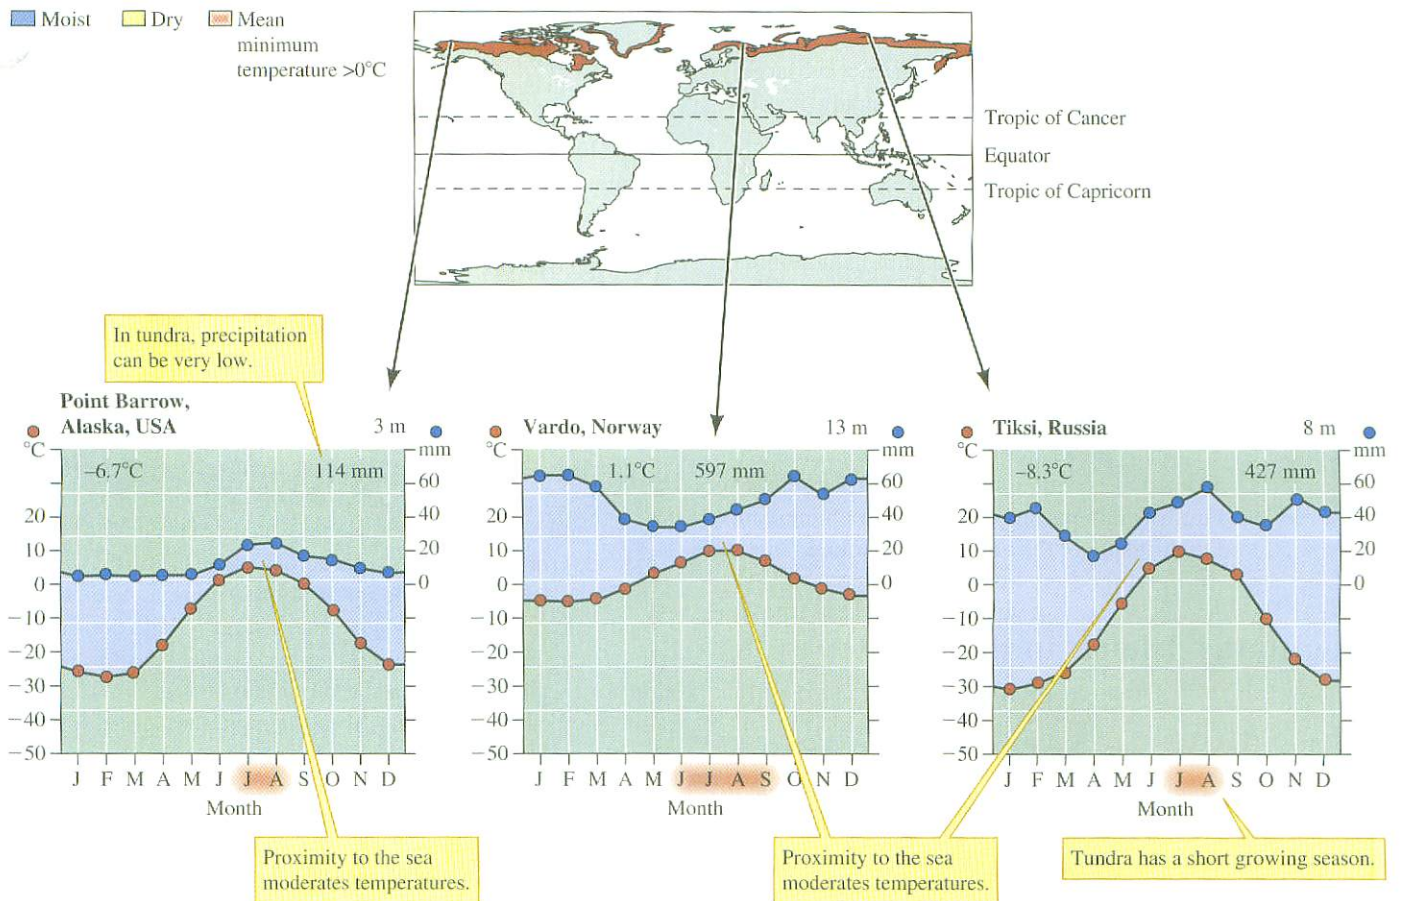 Moist
Dry
Mean
minimum
temperature >0°C
Tropic of Cancer
Equator
Tropic of Capricorn
In tundra, precipitation
can be very low.
Point Barrow,
Alaska, USA
3 m
°C
mm
−6.7°C
114 mm
60
40
20
0
20
10
0
−10
−20
−30
−40
−50
J F M A M J J A S O N D
Month
Vardo, Norway
13 m
°C
mm
1.1°C
597 mm
60
40
20
0
20
10
0
−10
−20
−30
−40
−50
J F M A M J J A S O N D
Month
Tiksi, Russia
8 m
°C
mm
−8.3°C
427 mm
60
40
20
0
20
10
0
−10
−20
−30
−40
−50
J F M A M J J A S O N D
Month
Proximity to the sea
moderates temperatures.
Proximity to the sea
moderates temperatures.
Tundra has a short growing season.